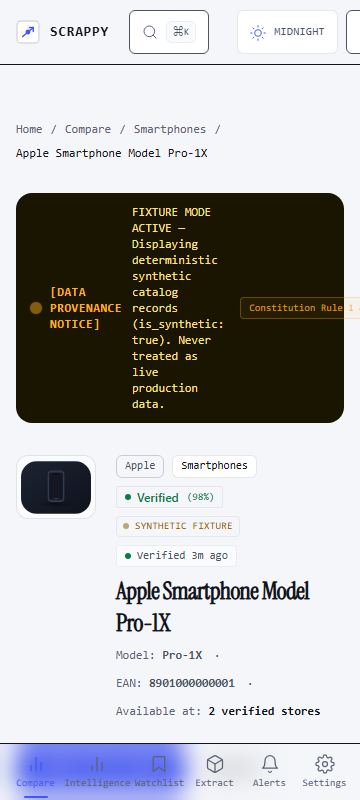 SCRAPPY
⌘K
MIDNIGHT
Home / Compare / Smartphones /
Apple Smartphone Model Pro-1X
[DATA PROVENANCE NOTICE]
FIXTURE MODE
ACTIVE —
Displaying
deterministic
synthetic
catalog
records
(is_synthetic:
true). Never
treated as
live
production
data.
Constitution Rule 1
Apple
Smartphones
Verified (98%)
SYNTHETIC FIXTURE
Verified 3m ago
Apple Smartphone Model
Pro-1X
Model: Pro-1X ·
EAN: 8901000000001 ·
Available at: 2 verified stores
Compare Intelligence Watchlist Extract Alerts Settings